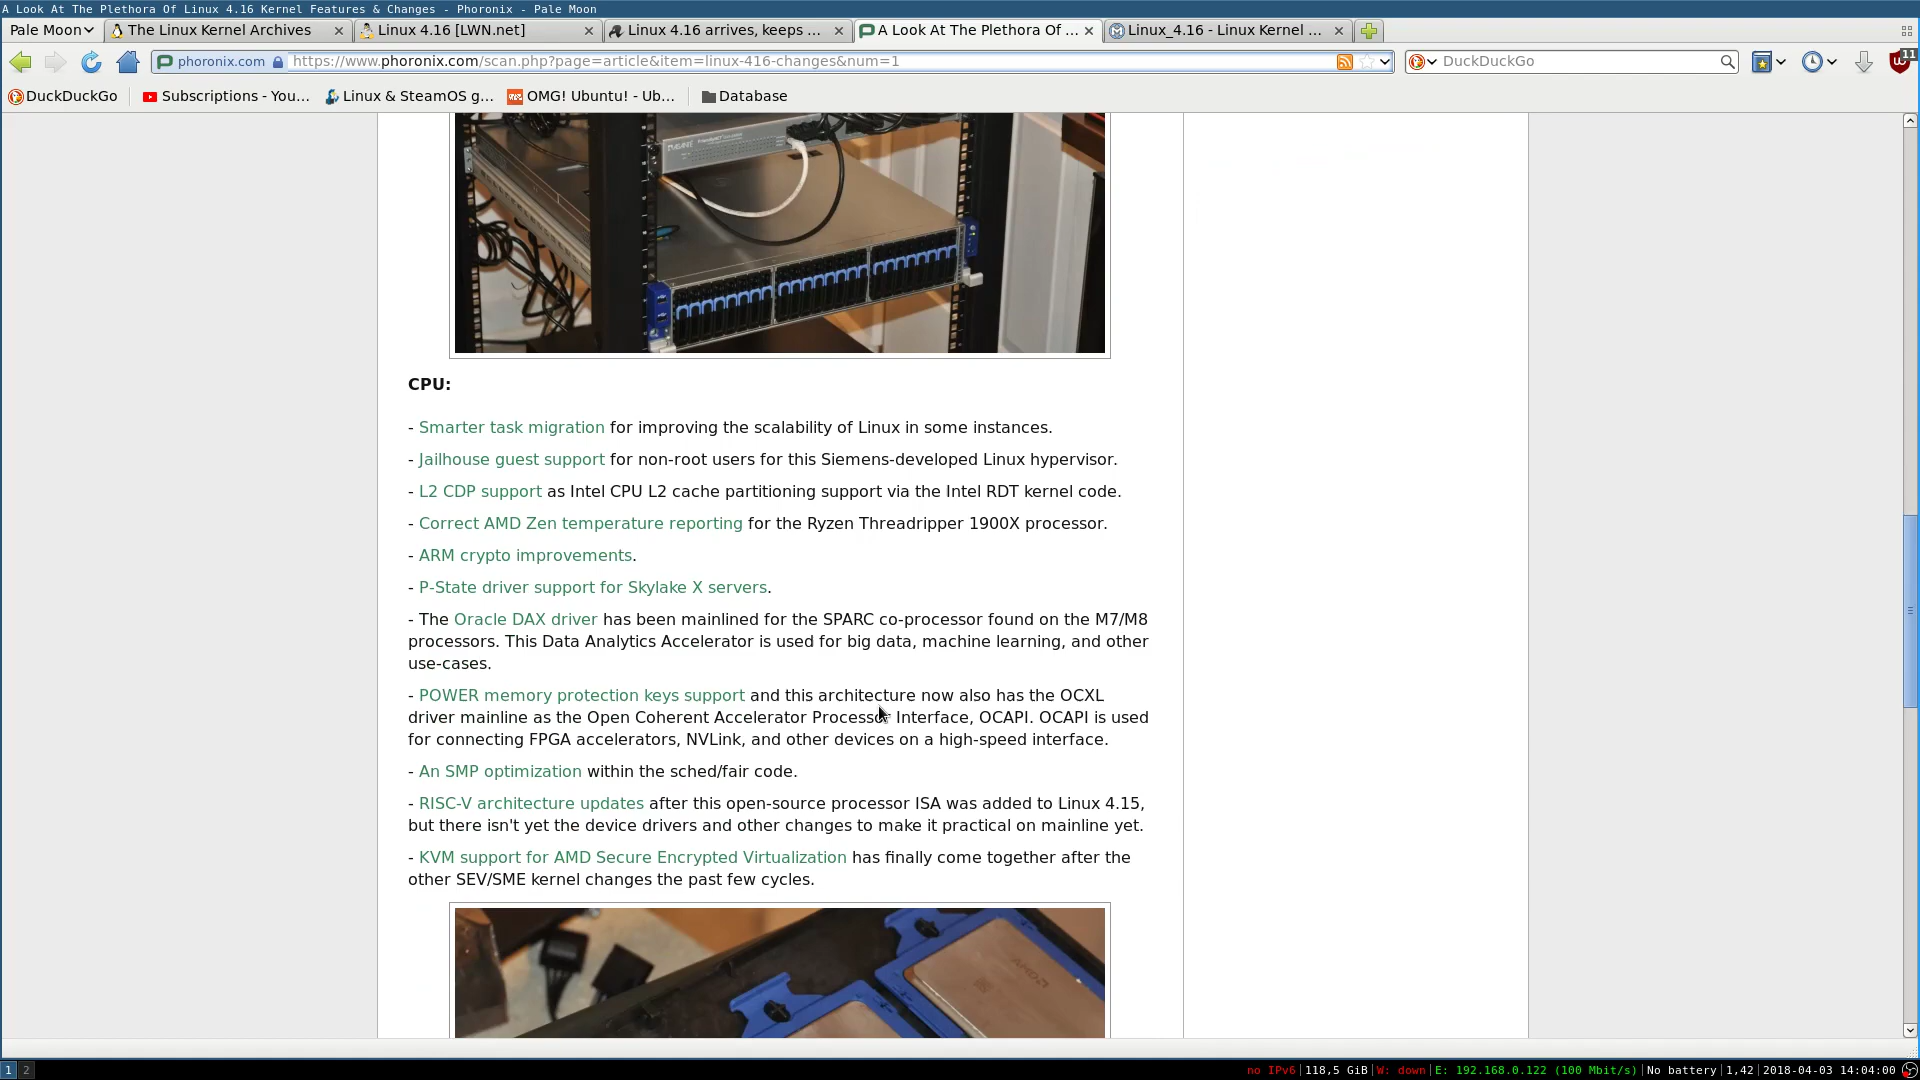 A Look At The Plethora Of Linux 4.16 Kernel Features & Changes - Phoronix - Pale Moon
Pale Moon
The Linux Kernel Archives
Linux 4.16 [LWN.net]
Linux 4.16 arrives, keeps ...
A Look At The Plethora Of ...
Linux_4.16 - Linux Kernel ...
phoronix.com
https://www.phoronix.com/scan.php?page=article&item=linux-416-changes&num=1
DuckDuckGo
11
DuckDuckGo
Subscriptions - You...
Linux & SteamOS g...
OMG! Ubuntu! - Ub...
Database
CPU:
- Smarter task migration for improving the scalability of Linux in some instances.
- Jailhouse guest support for non-root users for this Siemens-developed Linux hypervisor.
- L2 CDP support as Intel CPU L2 cache partitioning support via the Intel RDT kernel code.
- Correct AMD Zen temperature reporting for the Ryzen Threadripper 1900X processor.
- ARM crypto improvements.
- P-State driver support for Skylake X servers.
- The Oracle DAX driver has been mainlined for the SPARC co-processor found on the M7/M8
processors. This Data Analytics Accelerator is used for big data, machine learning, and other
use-cases.
- POWER memory protection keys support and this architecture now also has the OCXL
driver mainline as the Open Coherent Accelerator Processor Interface, OCAPI. OCAPI is used
for connecting FPGA accelerators, NVLink, and other devices on a high-speed interface.
- An SMP optimization within the sched/fair code.
- RISC-V architecture updates after this open-source processor ISA was added to Linux 4.15,
but there isn't yet the device drivers and other changes to make it practical on mainline yet.
- KVM support for AMD Secure Encrypted Virtualization has finally come together after the
other SEV/SME kernel changes the past few cycles.
AMD
1 2
no IPv6|118,5 GiB|W: down|E: 192.168.0.122 (100 Mbit/s)|No battery|1,42|2018-04-03 14:04:00